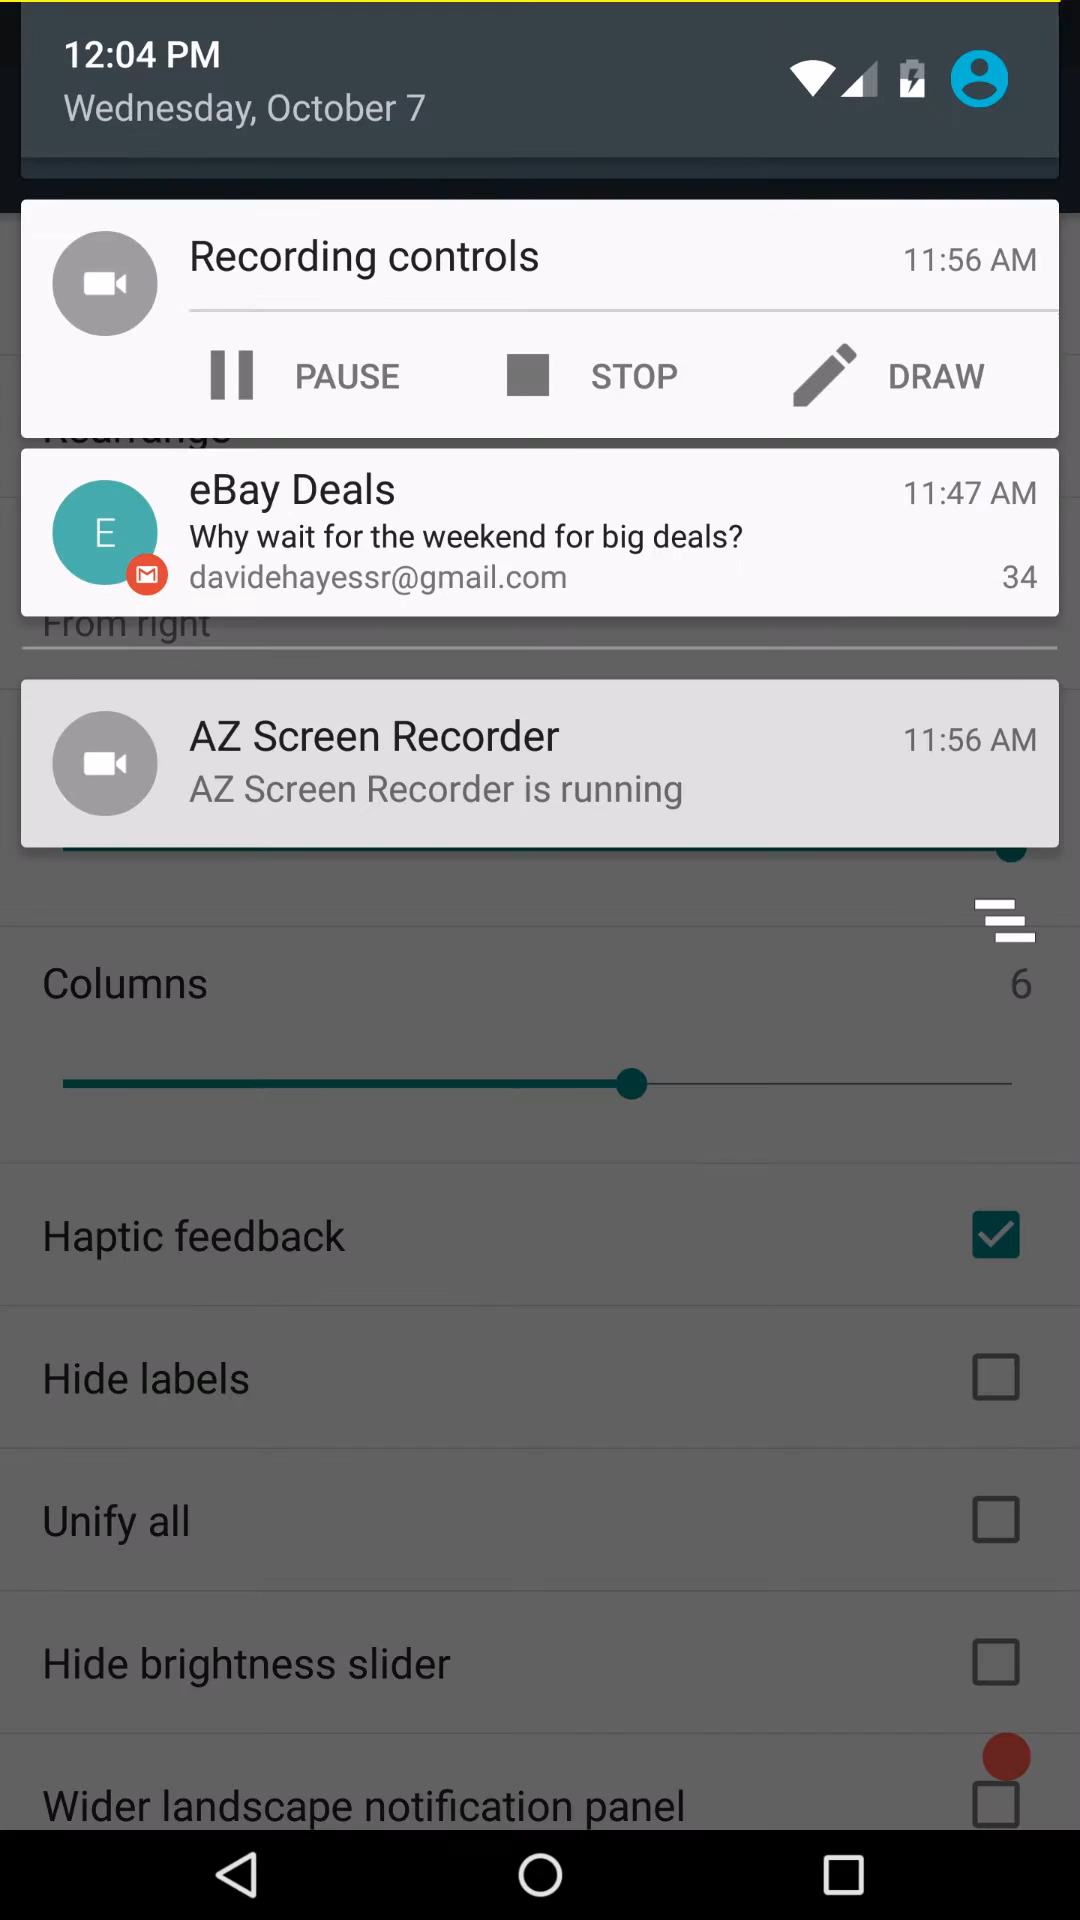 12:04 PM
Wednesday, October 7
Recording controls 11:56 AM
PAUSE STOP DRAW
Rearrange
eBay Deals 11:47 AM
E
Why wait for the weekend for big deals?
davidehayessr@gmail.com 34
From right
AZ Screen Recorder 11:56 AM
AZ Screen Recorder is running
Columns 6
Haptic feedback
Hide labels
Unify all
Hide brightness slider
Wider landscape notification panel